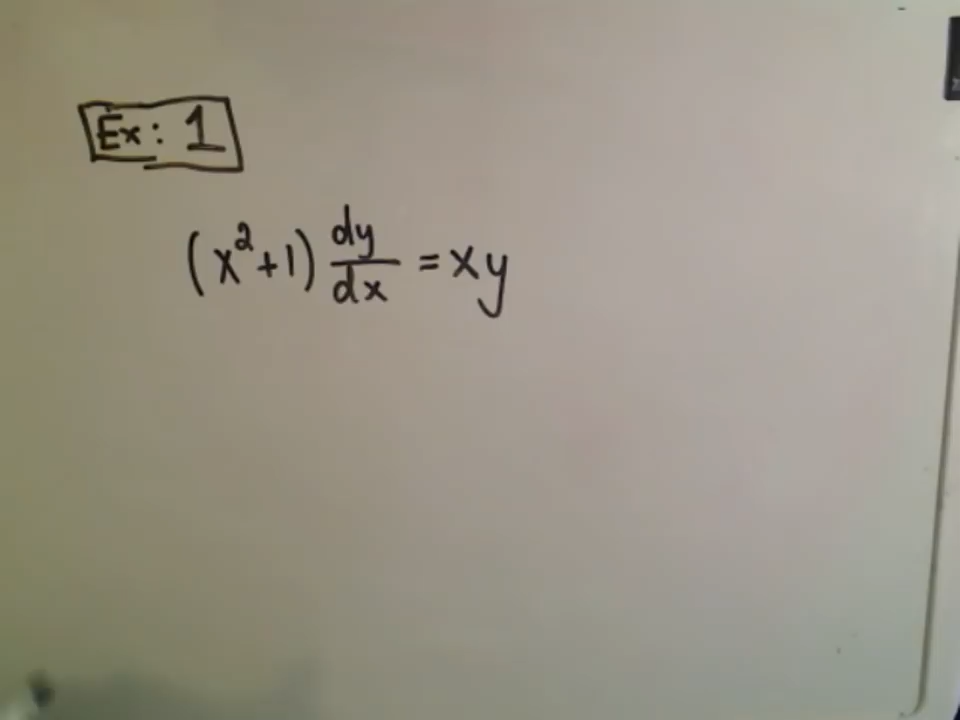 Ex: 1
(x²+1) dy/dx = xy